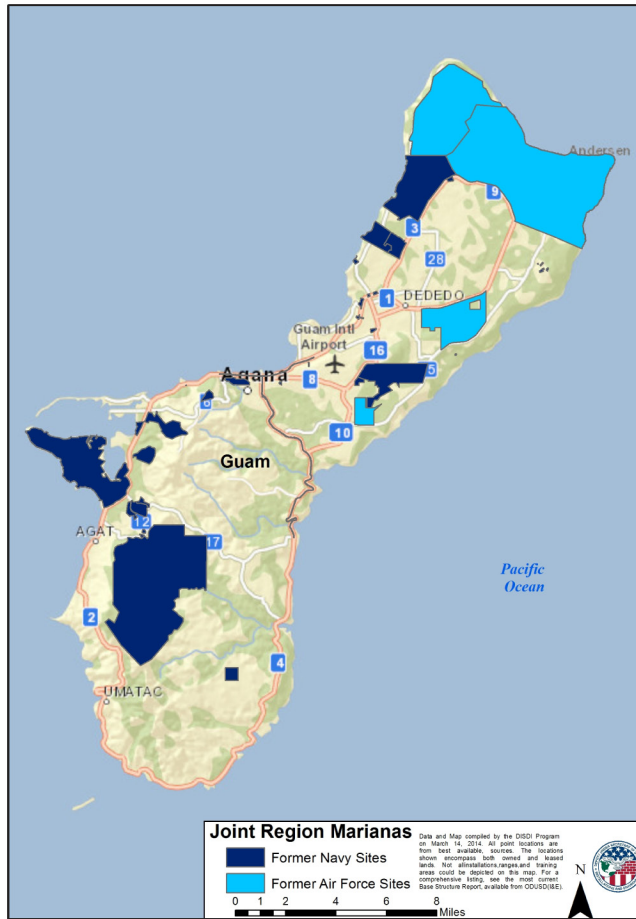 Andersen
9
3
28
1
DEDEDO
Guam Intl
Airport
16
5
Agana
8
6
10
Guam
12
AGAT
17
Pacific
Ocean
2
4
UMATAC
Joint Region Marianas
Former Navy Sites
Former Air Force Sites
0 1 2 4 6 8
Miles
Data and Map compiled by the DISDI Program
on March 14, 2014. All point locations are
from best available, sources. The locations
shown encompass both owned and leased
lands. Not allinstallations,ranges,and training
areas could be depicted on this map. For a
comprehensive listing, see the most current
Base Structure Report, available from ODUSD(I&E).
N